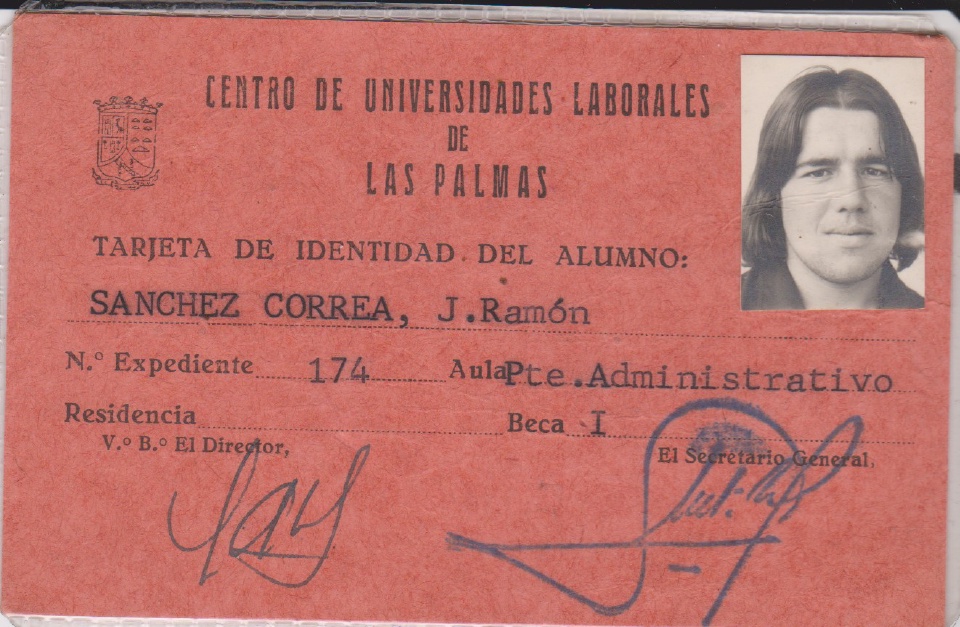 CENTRO DE UNIVERSIDADES LABORALES
DE
LAS PALMAS
TARJETA DE IDENTIDAD DEL ALUMNO:
SANCHEZ CORREA, J.Ramón
N.º Expediente 174 Aula Pte.Administrativo
Residencia Beca I
V.º B.º El Director, El Secretario General,